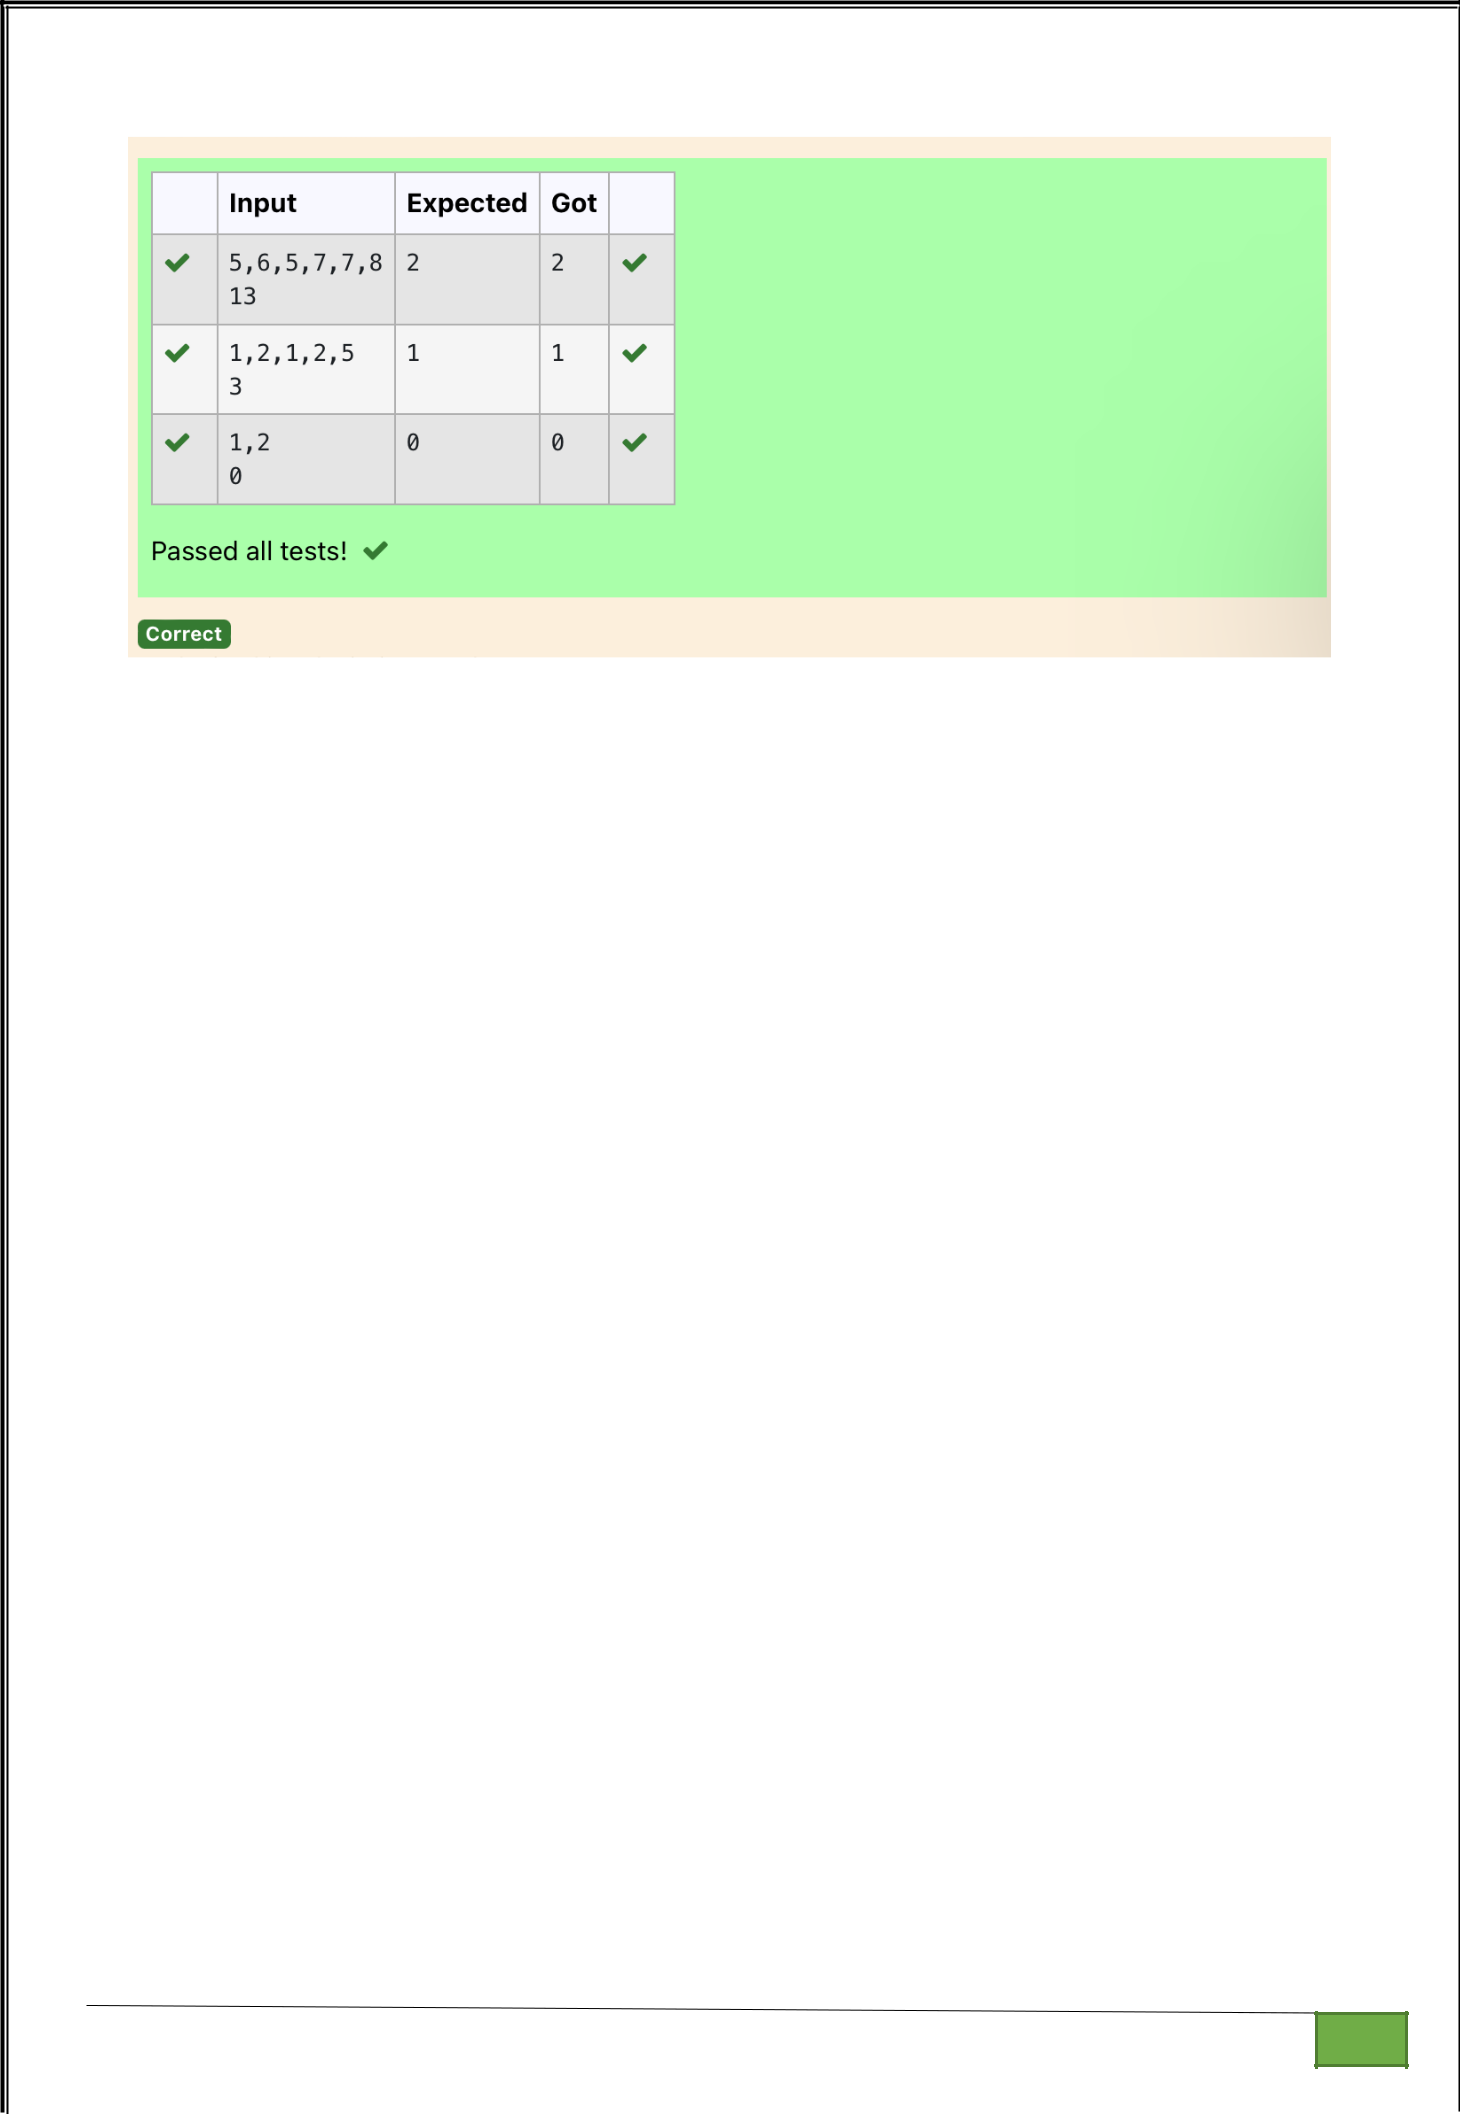 Input Expected Got
5,6,5,7,7,8 2 2
13
1,2,1,2,5 1 1
3
1,2 0 0
0
Passed all tests!
Correct